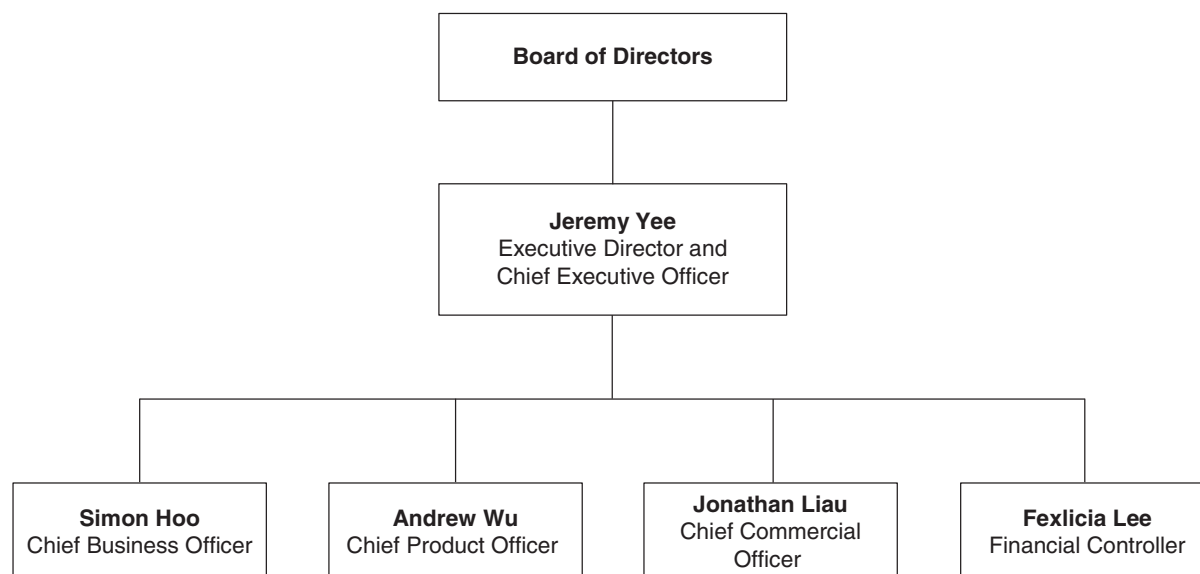 Board of Directors
Jeremy Yee
Executive Director and
Chief Executive Officer
Simon Hoo
Chief Business Officer
Andrew Wu
Chief Product Officer
Jonathan Liau
Chief Commercial
Officer
Fexlicia Lee
Financial Controller